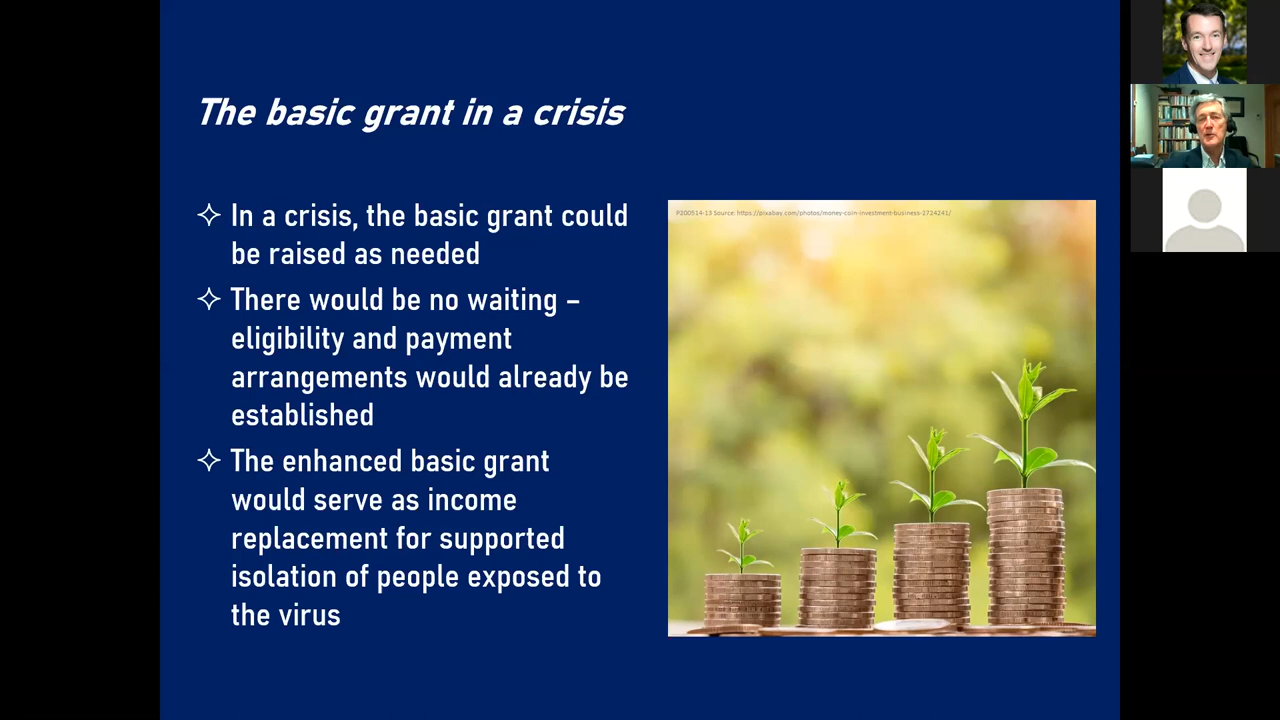 The basic grant in a crisis
In a crisis, the basic grant could
be raised as needed
There would be no waiting –
eligibility and payment
arrangements would already be
established
The enhanced basic grant
would serve as income
replacement for supported
isolation of people exposed to
the virus
P200514-13 Source: https://pixabay.com/photos/money-coin-investment-business-2724241/